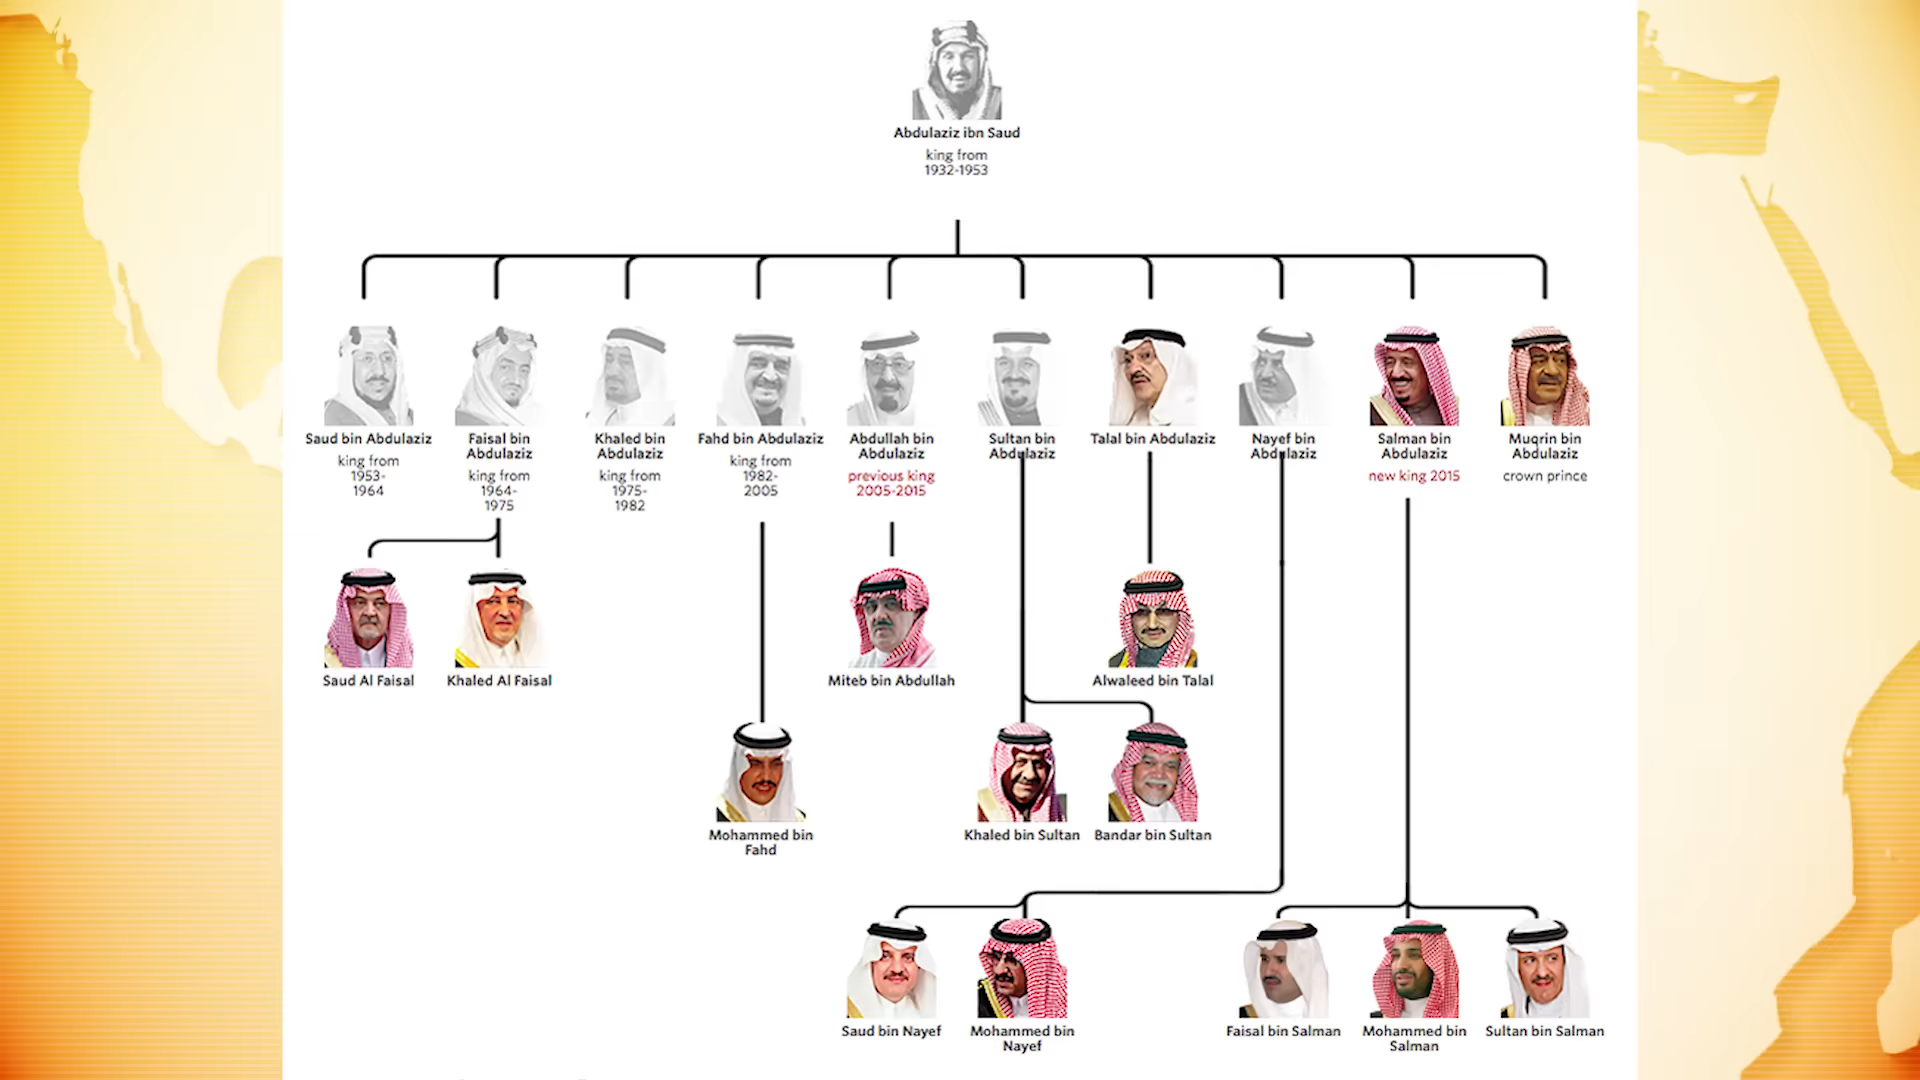 Abdulaziz ibn Saud
king from
1932-1953
Saud bin Abdulaziz
king from
1953-
1964
Faisal bin
Abdulaziz
king from
1964-
1975
Khaled bin
Abdulaziz
king from
1975-
1982
Fahd bin Abdulaziz
king from
1982-
2005
Abdullah bin
Abdulaziz
previous king
2005-2015
Sultan bin
Abdulaziz
Talal bin Abdulaziz
Nayef bin
Abdulaziz
Salman bin
Abdulaziz
new king 2015
Muqrin bin
Abdulaziz
crown prince
Saud Al Faisal
Khaled Al Faisal
Miteb bin Abdullah
Alwaleed bin Talal
Mohammed bin
Fahd
Khaled bin Sultan
Bandar bin Sultan
Saud bin Nayef
Mohammed bin
Nayef
Faisal bin Salman
Mohammed bin
Salman
Sultan bin Salman